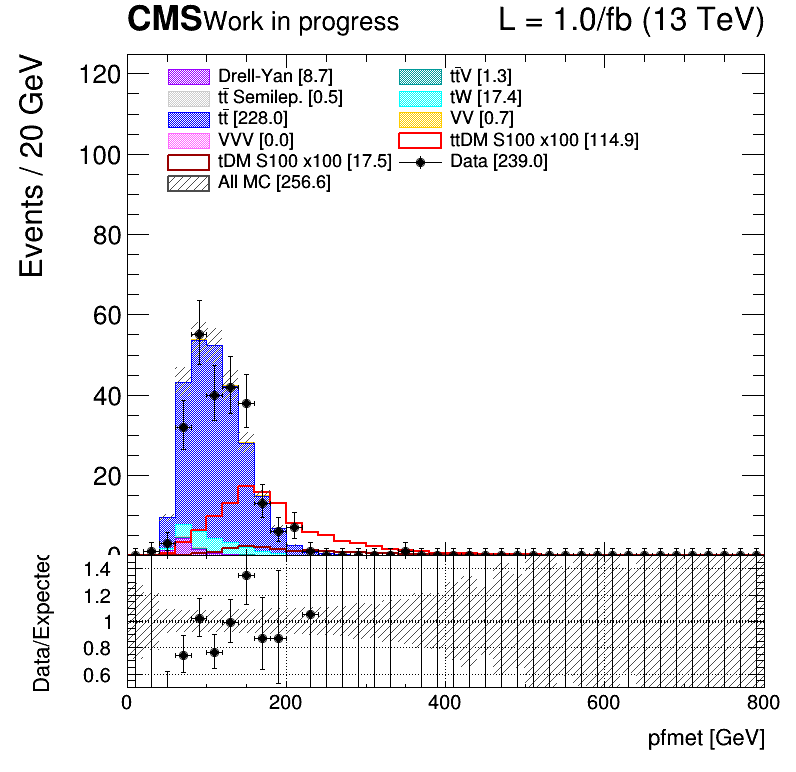 CMS Work in progress L = 1.0/fb (13 TeV)
Events / 20 GeV
120
100
80
60
40
20
0
Drell-Yan [8.7] tt̄V [1.3]
tt̄ Semilep. [0.5] tW [17.4]
tt̄ [228.0] VV [0.7]
VVV [0.0] ttDM S100 x100 [114.9]
tDM S100 x100 [17.5] Data [239.0]
All MC [256.6]
Data/Expected
1.4
1.2
1
0.8
0.6
0 200 400 600 800
pfmet [GeV]